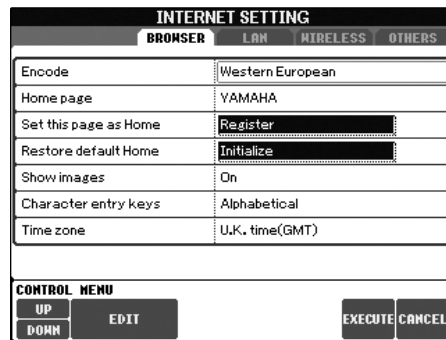 INTERNET SETTING
BROWSER LAN WIRELESS OTHERS
Encode Western European
Home page YAMAHA
Set this page as Home Register
Restore default Home Initialize
Show images On
Character entry keys Alphabetical
Time zone U.K. time(GMT)
CONTROL MENU
UP
DOWN
EDIT
EXECUTE CANCEL